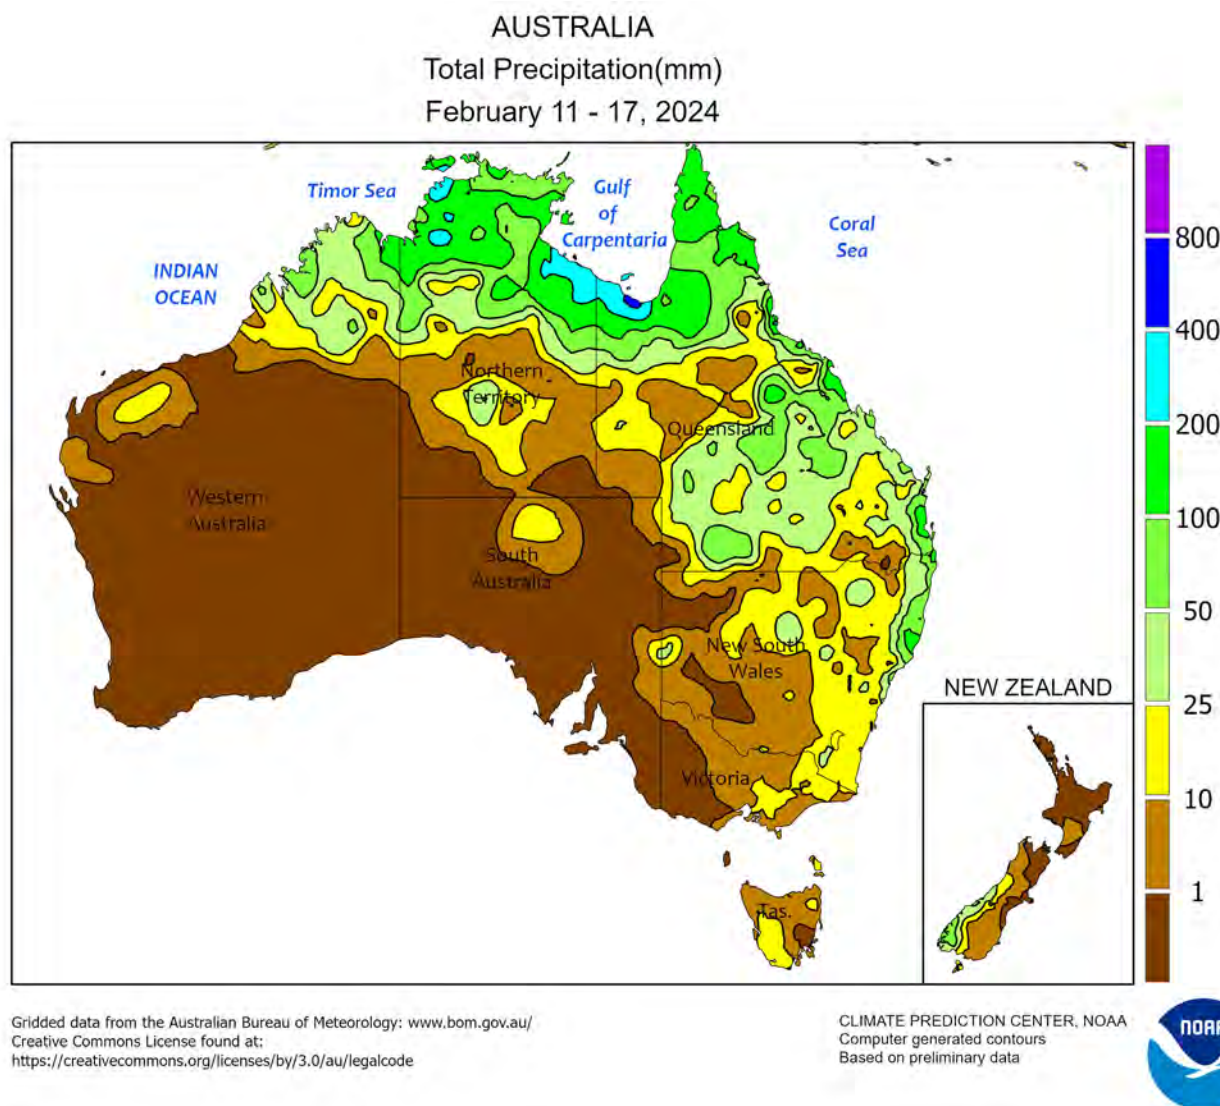 AUSTRALIA
Total Precipitation(mm)
February 11 - 17, 2024
Timor Sea
Gulf
of
Carpentaria
Coral
Sea
INDIAN
OCEAN
Northern
Territory
Queensland
Western
Australia
South
Australia
New South
Wales
Victoria
Tas.
NEW ZEALAND
800
400
200
100
50
25
10
1
Gridded data from the Australian Bureau of Meteorology: www.bom.gov.au/
Creative Commons License found at:
https://creativecommons.org/licenses/by/3.0/au/legalcode
CLIMATE PREDICTION CENTER, NOAA
Computer generated contours
Based on preliminary data